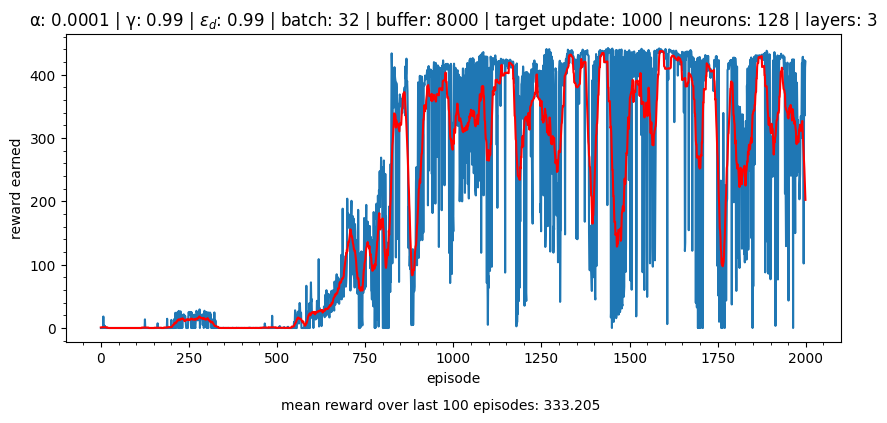 α: 0.0001 | γ: 0.99 | ε_d: 0.99 | batch: 32 | buffer: 8000 | target update: 1000 | neurons: 128 | layers: 3
400
300
200
100
0
reward earned
0 250 500 750 1000 1250 1500 1750 2000
episode
mean reward over last 100 episodes: 333.205